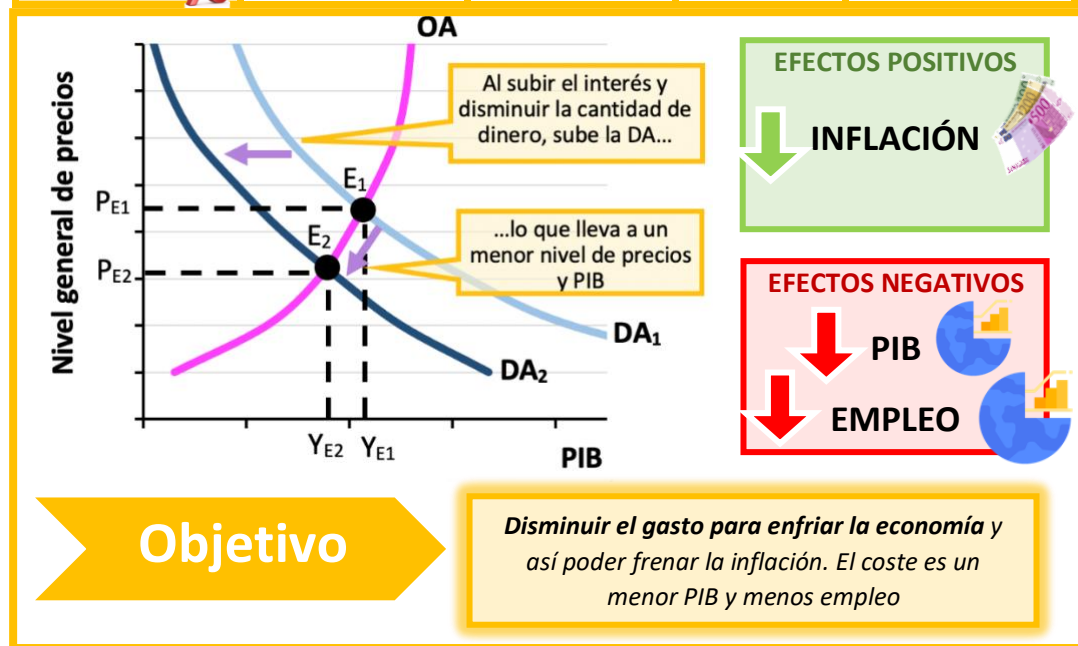 OA
Nivel general de precios
Al subir el interés y
disminuir la cantidad de
dinero, sube la DA...
E1
PE1
E2
PE2
...lo que lleva a un
menor nivel de precios
y PIB
DA1
DA2
YE2 YE1
PIB
EFECTOS POSITIVOS
INFLACIÓN
500
EFECTOS NEGATIVOS
PIB
EMPLEO
Objetivo
Disminuir el gasto para enfriar la economía y
así poder frenar la inflación. El coste es un
menor PIB y menos empleo